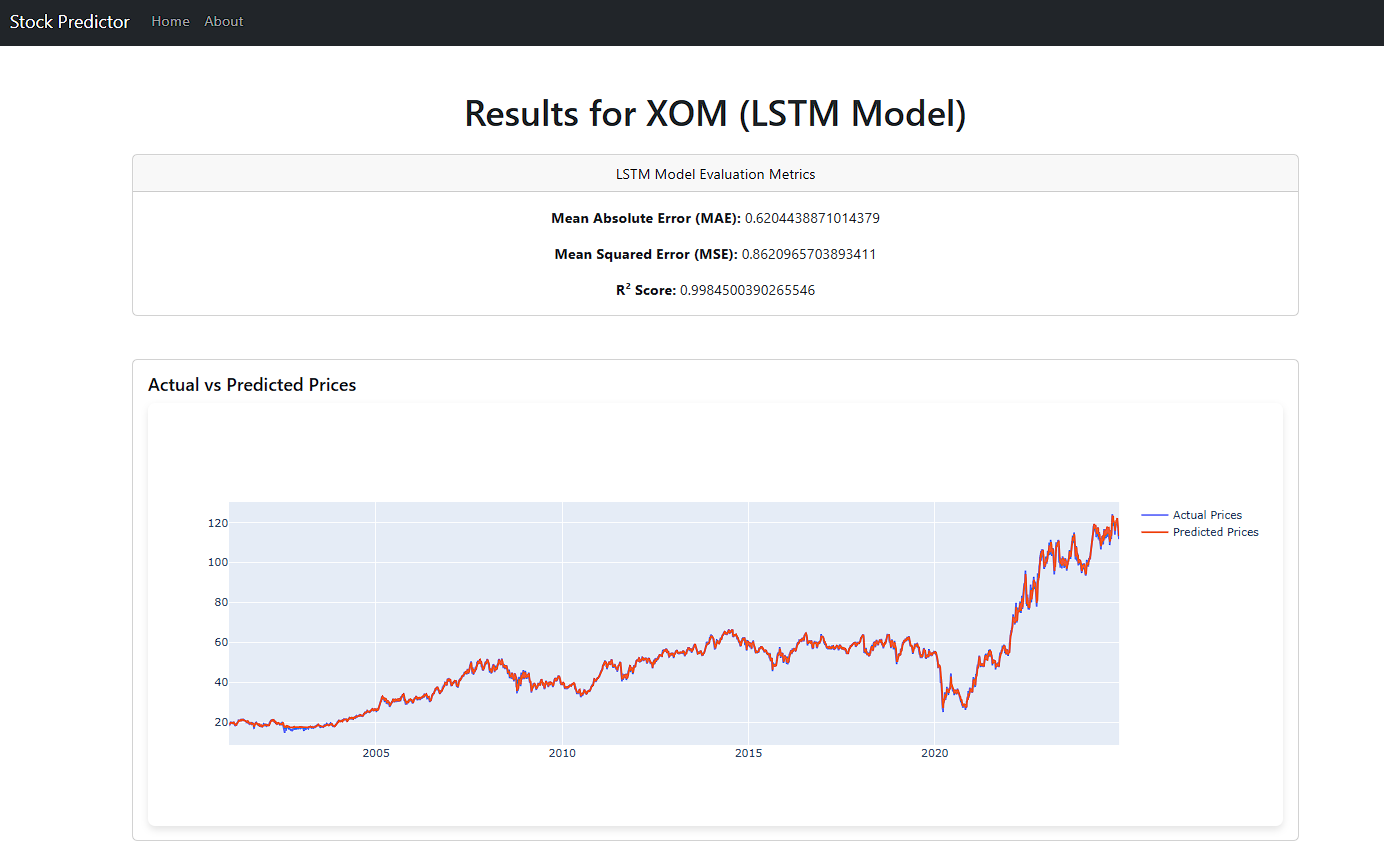 Stock Predictor Home About
Results for XOM (LSTM Model)
LSTM Model Evaluation Metrics
Mean Absolute Error (MAE): 0.6204438871014379
Mean Squared Error (MSE): 0.8620965703893411
R² Score: 0.9984500390265546
Actual vs Predicted Prices
120
100
80
60
40
20
2005 2010 2015 2020
Actual Prices
Predicted Prices